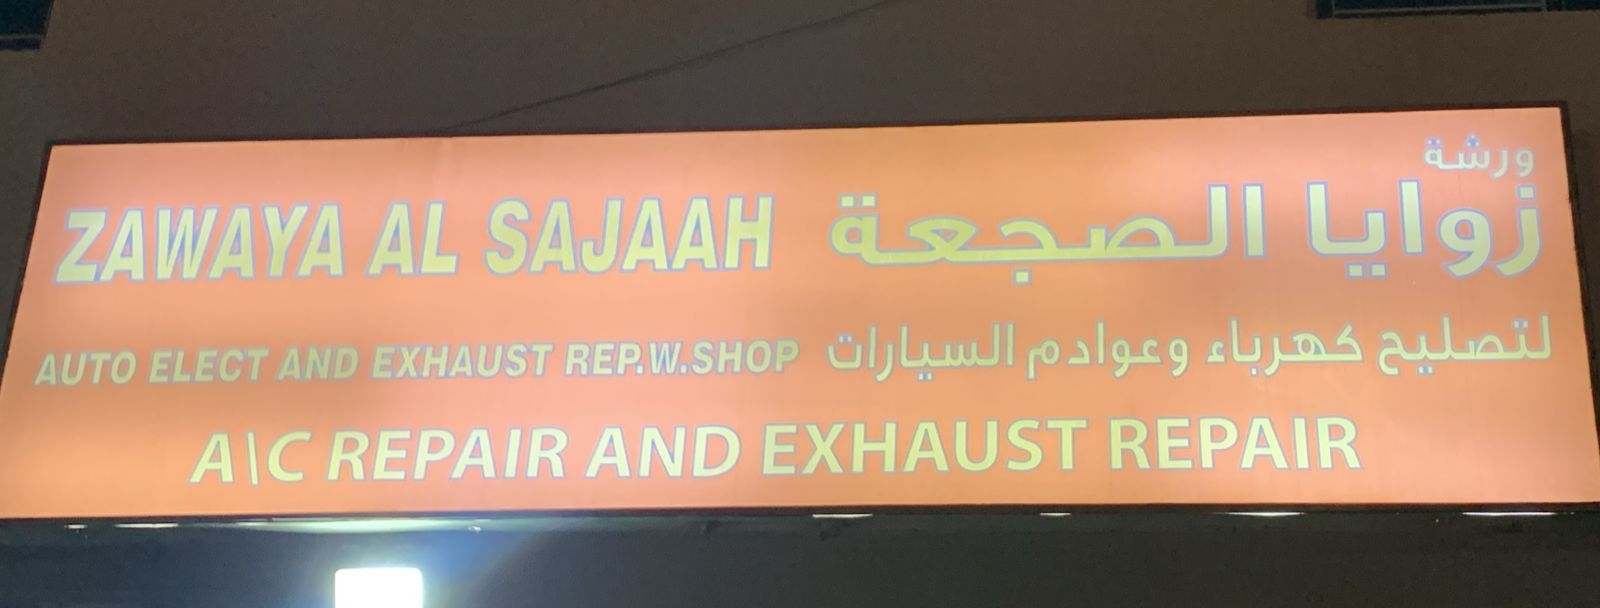 ورشة
ZAWAYA AL SAJAAH زوايا الصجعة
AUTO ELECT AND EXHAUST REP.W.SHOP لتصليح كهرباء وعوادم السيارات
A\C REPAIR AND EXHAUST REPAIR